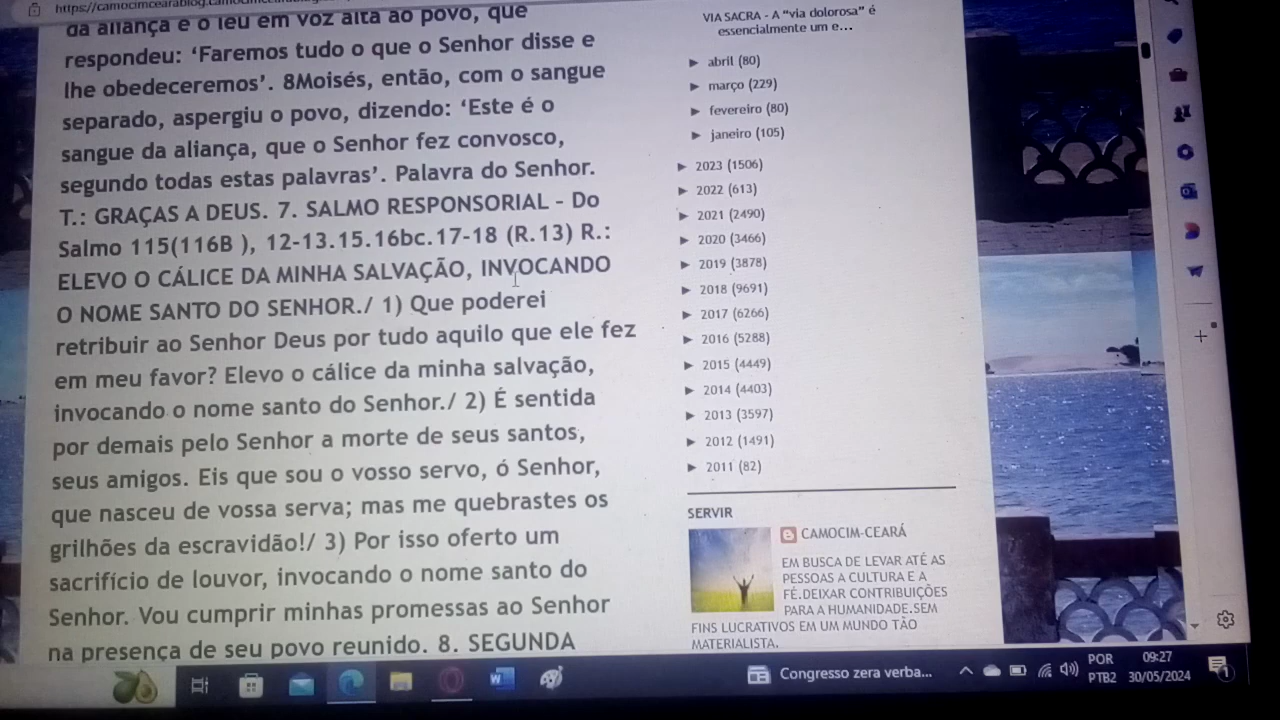 https://camocimcearablog.
da aliança e o leu em voz alta ao povo, que
respondeu: ‘Faremos tudo o que o Senhor disse e
lhe obedeceremos’. 8Moisés, então, com o sangue
separado, aspergiu o povo, dizendo: ‘Este é o
sangue da aliança, que o Senhor fez convosco,
segundo todas estas palavras’. Palavra do Senhor.
T.: GRAÇAS A DEUS. 7. SALMO RESPONSORIAL - Do
Salmo 115(116B ), 12-13.15.16bc.17-18 (R.13) R.:
ELEVO O CÁLICE DA MINHA SALVAÇÃO, INVOCANDO
O NOME SANTO DO SENHOR./ 1) Que poderei
retribuir ao Senhor Deus por tudo aquilo que ele fez
em meu favor? Elevo o cálice da minha salvação,
invocando o nome santo do Senhor./ 2) É sentida
por demais pelo Senhor a morte de seus santos,
seus amigos. Eis que sou o vosso servo, ó Senhor,
que nasceu de vossa serva; mas me quebrastes os
grilhões da escravidão!/ 3) Por isso oferto um
sacrifício de louvor, invocando o nome santo do
Senhor. Vou cumprir minhas promessas ao Senhor
na presença de seu povo reunido. 8. SEGUNDA
VIA SACRA - A “via dolorosa” é
essencialmente um e...
► abril (80)
► março (229)
► fevereiro (80)
► janeiro (105)
► 2023 (1506)
► 2022 (613)
► 2021 (2490)
► 2020 (3466)
► 2019 (3878)
► 2018 (9691)
► 2017 (6266)
► 2016 (5288)
► 2015 (4449)
► 2014 (4403)
► 2013 (3597)
► 2012 (1491)
► 2011 (82)
SERVIR
CAMOCIM-CEARÁ
EM BUSCA DE LEVAR ATÉ AS
PESSOAS A CULTURA E A
FÉ.DEIXAR CONTRIBUIÇÕES
PARA A HUMANIDADE.SEM
FINS LUCRATIVOS EM UM MUNDO TÃO
MATERIALISTA.
Congresso zera verba...
POR
PTB2
09:27
30/05/2024
1